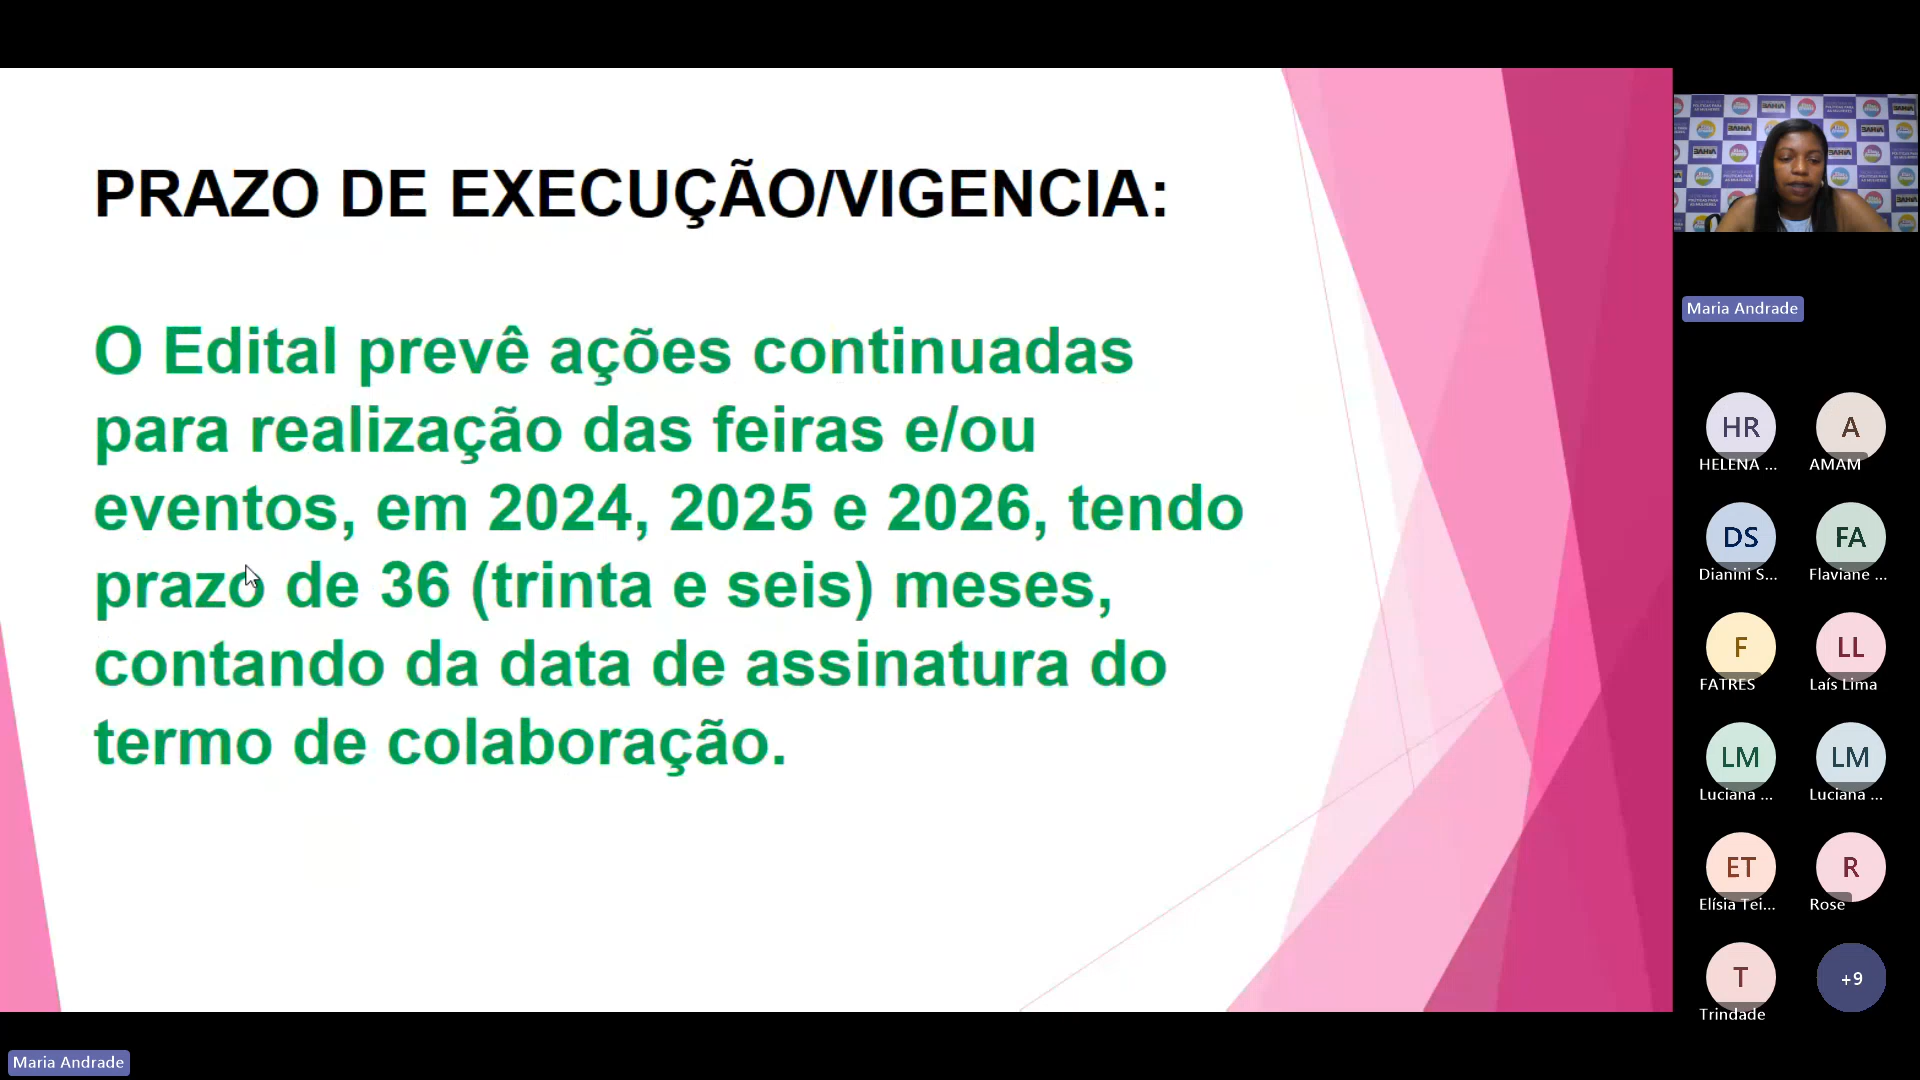 PRAZO DE EXECUÇÃO/VIGENCIA:
O Edital prevê ações continuadas
para realização das feiras e/ou
eventos, em 2024, 2025 e 2026, tendo
prazo de 36 (trinta e seis) meses,
contando da data de assinatura do
termo de colaboração.
BAHIA
Maria Andrade
HR
HELENA ...
A
AMAM
DS
Dianini S...
FA
Flaviane ...
F
FATRES
LL
Laís Lima
LM
Luciana ...
LM
Luciana ...
ET
Elísia Tei...
R
Rose
T
Trindade
+9
Maria Andrade